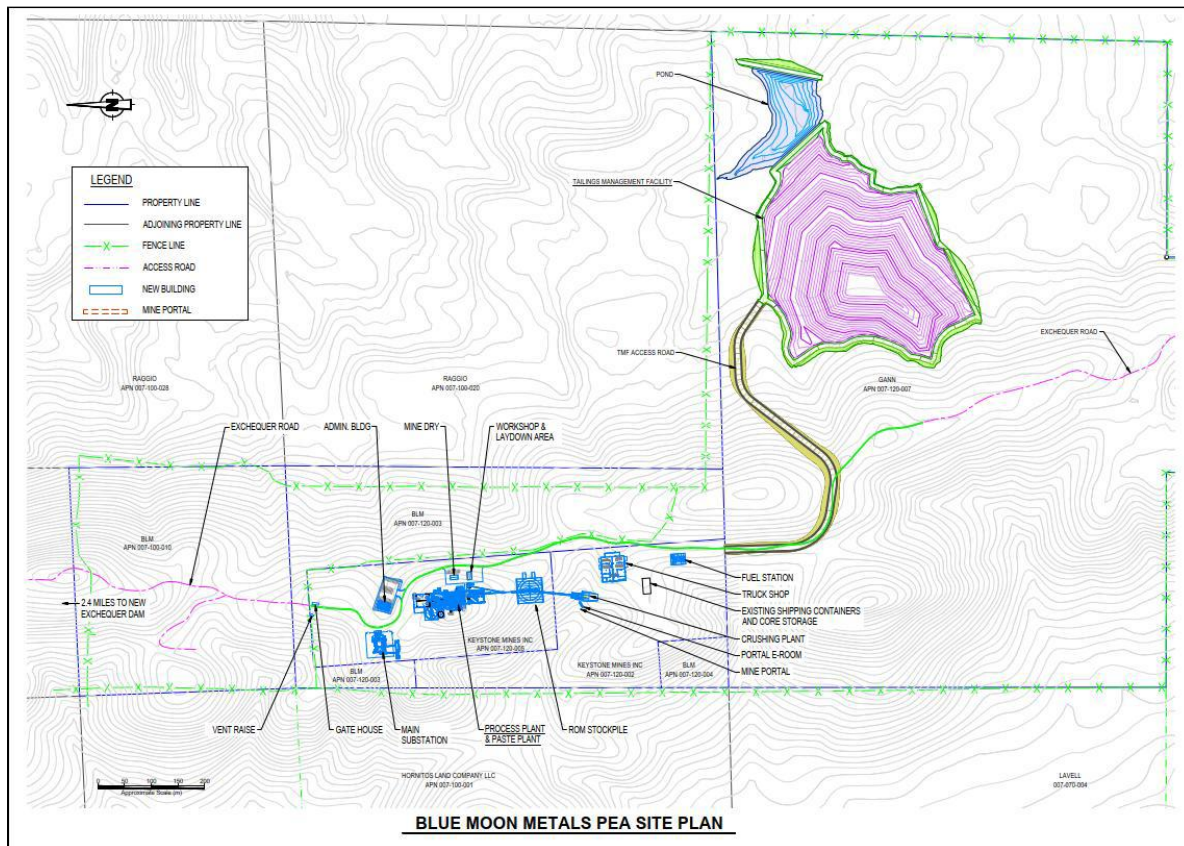 POND
N
LEGEND
PROPERTY LINE
ADJOINING PROPERTY LINE
FENCE LINE
ACCESS ROAD
NEW BUILDING
MINE PORTAL
TAILINGS MANAGEMENT FACILITY
EXCHEQUER ROAD
TMF ACCESS ROAD
RAGGIO
APN 007-100-028
RAGGIO
APN 007-100-020
GANN
APN 007-120-007
EXCHEQUER ROAD
ADMIN. BLDG
MINE DRY
WORKSHOP &
LAYDOWN AREA
BLM
APN 007-120-003
BLM
APN 007-100-010
FUEL STATION
TRUCK SHOP
EXISTING SHIPPING CONTAINERS
AND CORE STORAGE
CRUSHING PLANT
PORTAL E-ROOM
MINE PORTAL
2.4 MILES TO NEW
EXCHEQUER DAM
KEYSTONE MINES INC
APN 007-120-005
KEYSTONE MINES INC
APN 007-120-002
BLM
APN 007-120-004
BLM
APN 007-120-003
VENT RAISE
GATE HOUSE
MAIN
SUBSTATION
PROCESS PLANT
& PASTE PLANT
ROM STOCKPILE
0 50 100 150 200
Approximate Scale (m)
HORNITOS LAND COMPANY LLC
APN 007-100-001
LAVELL
007-070-004
BLUE MOON METALS PEA SITE PLAN